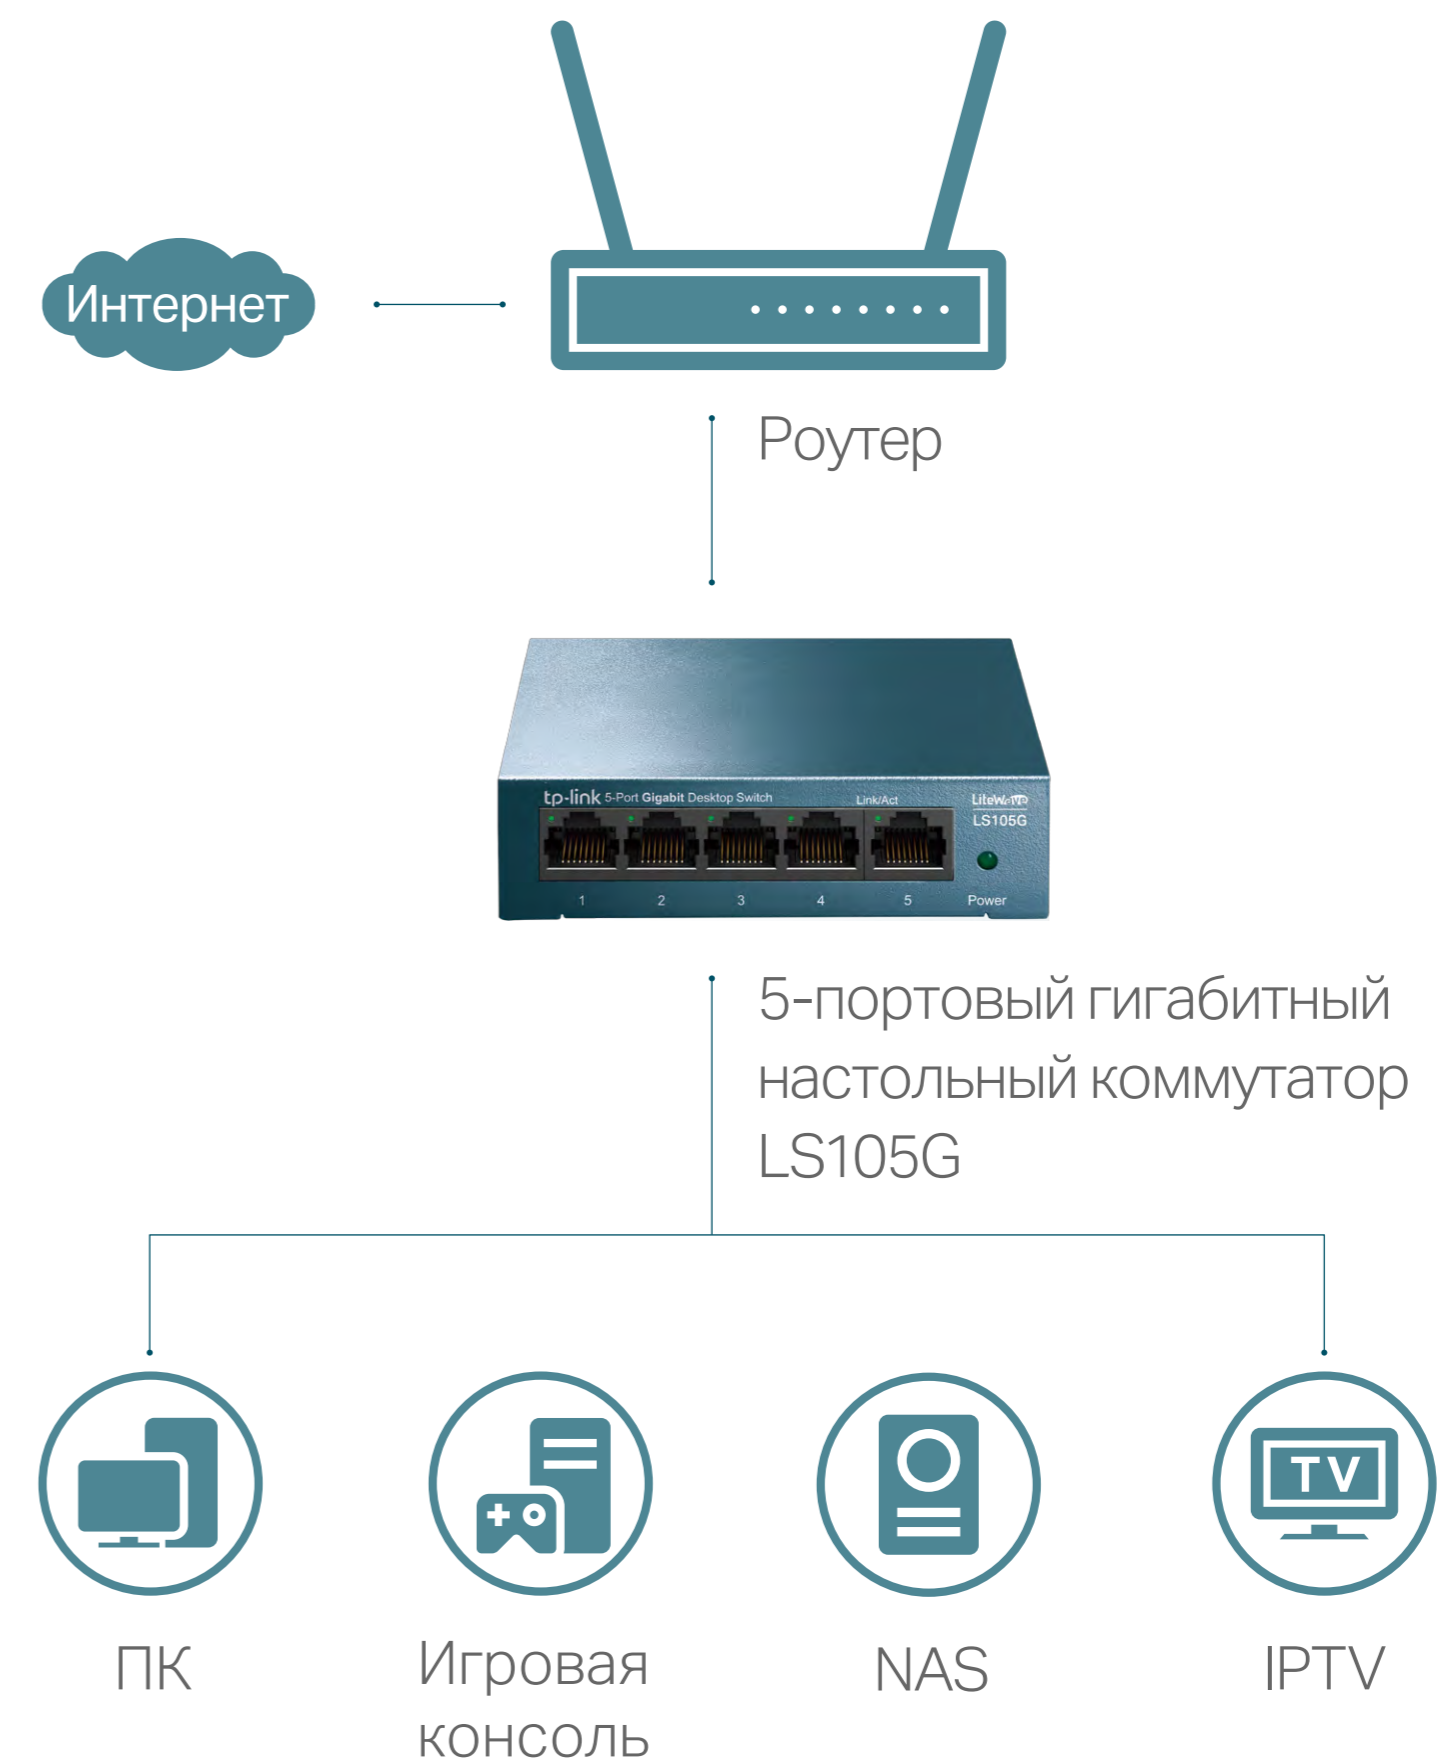 Интернет
Роутер
tp-link 5-Port Gigabit Desktop Switch Link/Act LiteWave
LS105G
1 2 3 4 5 Power
5-портовый гигабитный
настольный коммутатор
LS105G
TV
ПК
Игровая
консоль
NAS
IPTV